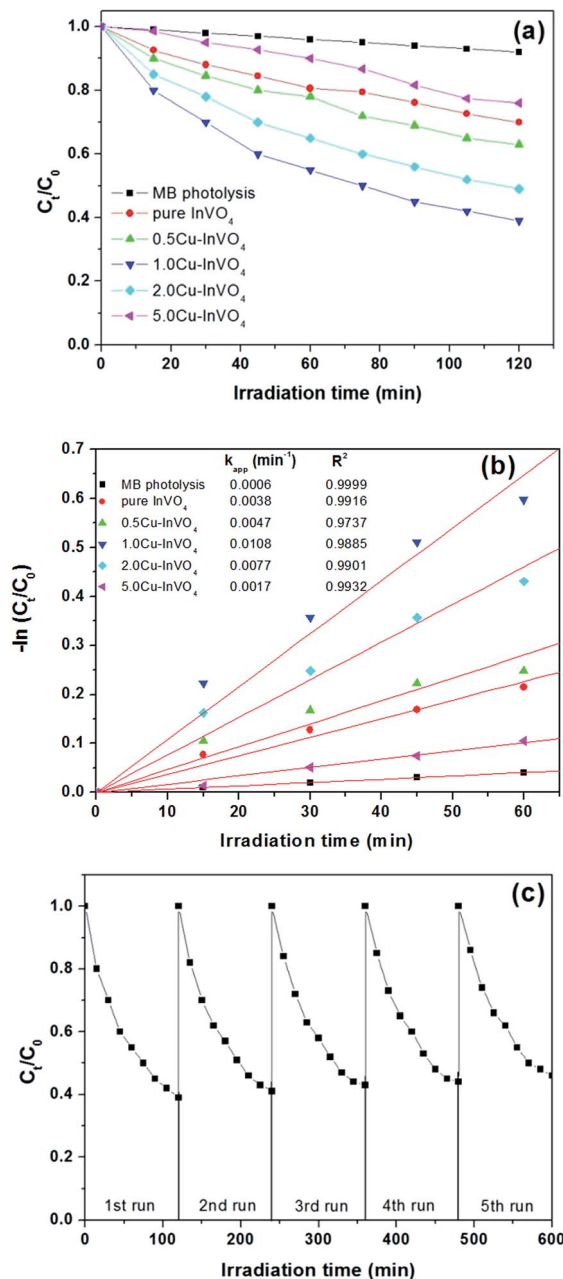 (a)
1.0
0.8
0.6
0.4
0.2
0.0
Ct/C0
MB photolysis
pure InVO4
0.5Cu-InVO4
1.0Cu-InVO4
2.0Cu-InVO4
5.0Cu-InVO4
0 20 40 60 80 100 120
Irradiation time (min)
(b)
-0.7
0.6
0.5
0.4
0.3
0.2
0.1
-0.0
-ln (Ct/C0)
kapp (min-1) R2
MB photolysis 0.0006 0.9999
pure InVO4 0.0038 0.9916
0.5Cu-InVO4 0.0047 0.9737
1.0Cu-InVO4 0.0108 0.9885
2.0Cu-InVO4 0.0077 0.9901
5.0Cu-InVO4 0.0017 0.9932
0 10 20 30 40 50 60
Irradiation time (min)
(c)
1.0
0.8
0.6
0.4
0.2
0.0
Ct/C0
1st run 2nd run 3rd run 4th run 5th run
0 100 200 300 400 500 600
Irradiation time (min)